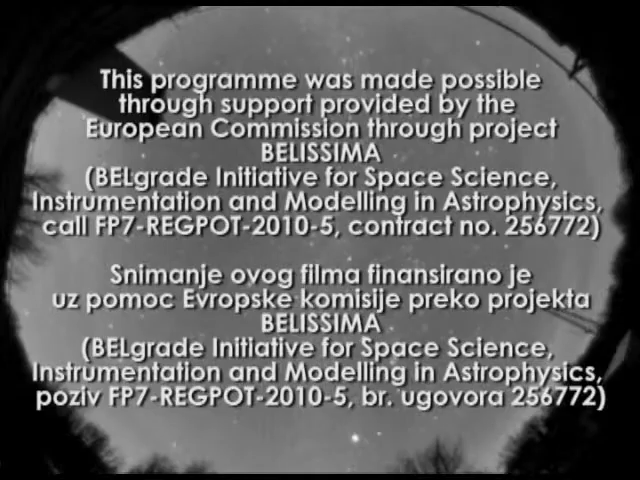 This programme was made possible
through support provided by the
European Commission through project
BELISSIMA
(BELgrade Initiative for Space Science,
Instrumentation and Modelling in Astrophysics,
call FP7-REGPOT-2010-5, contract no. 256772)
Snimanje ovog filma finansirano je
uz pomoc Evropske komisije preko projekta
BELISSIMA
(BELgrade Initiative for Space Science,
Instrumentation and Modelling in Astrophysics,
poziv FP7-REGPOT-2010-5, br. ugovora 256772)